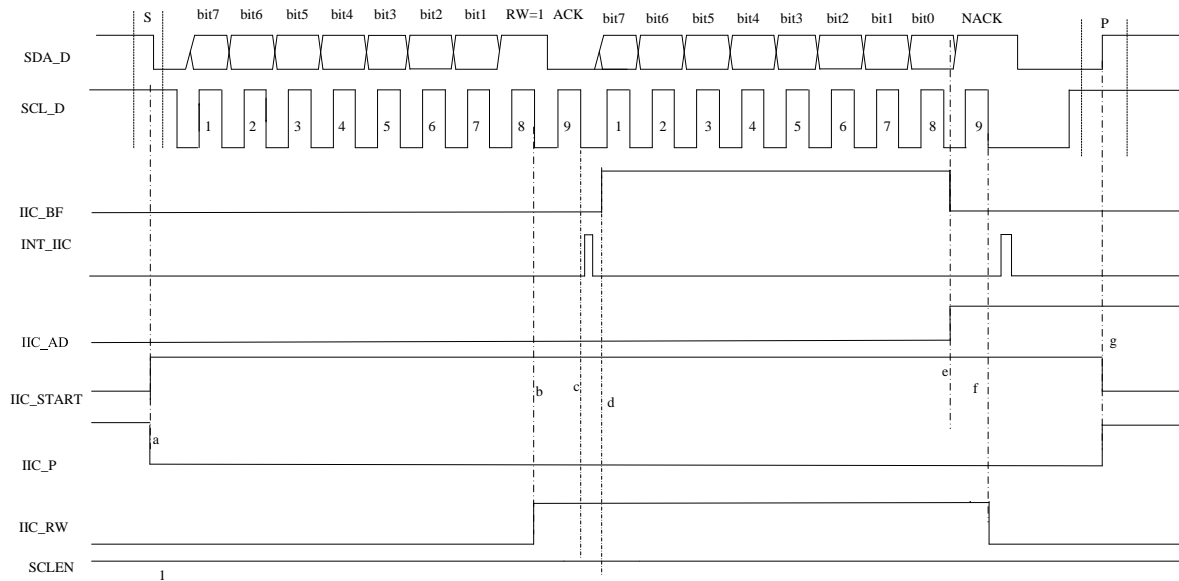 S bit7 bit6 bit5 bit4 bit3 bit2 bit1 RW=1 ACK bit7 bit6 bit5 bit4 bit3 bit2 bit1 bit0 NACK P
SDA_D
SCL_D
1 2 3 4 5 6 7 8 9 1 2 3 4 5 6 7 8 9
IIC_BF
INT_IIC
IIC_AD
g
e
IIC_START
b c d f
a
IIC_P
IIC_RW
SCLEN
1